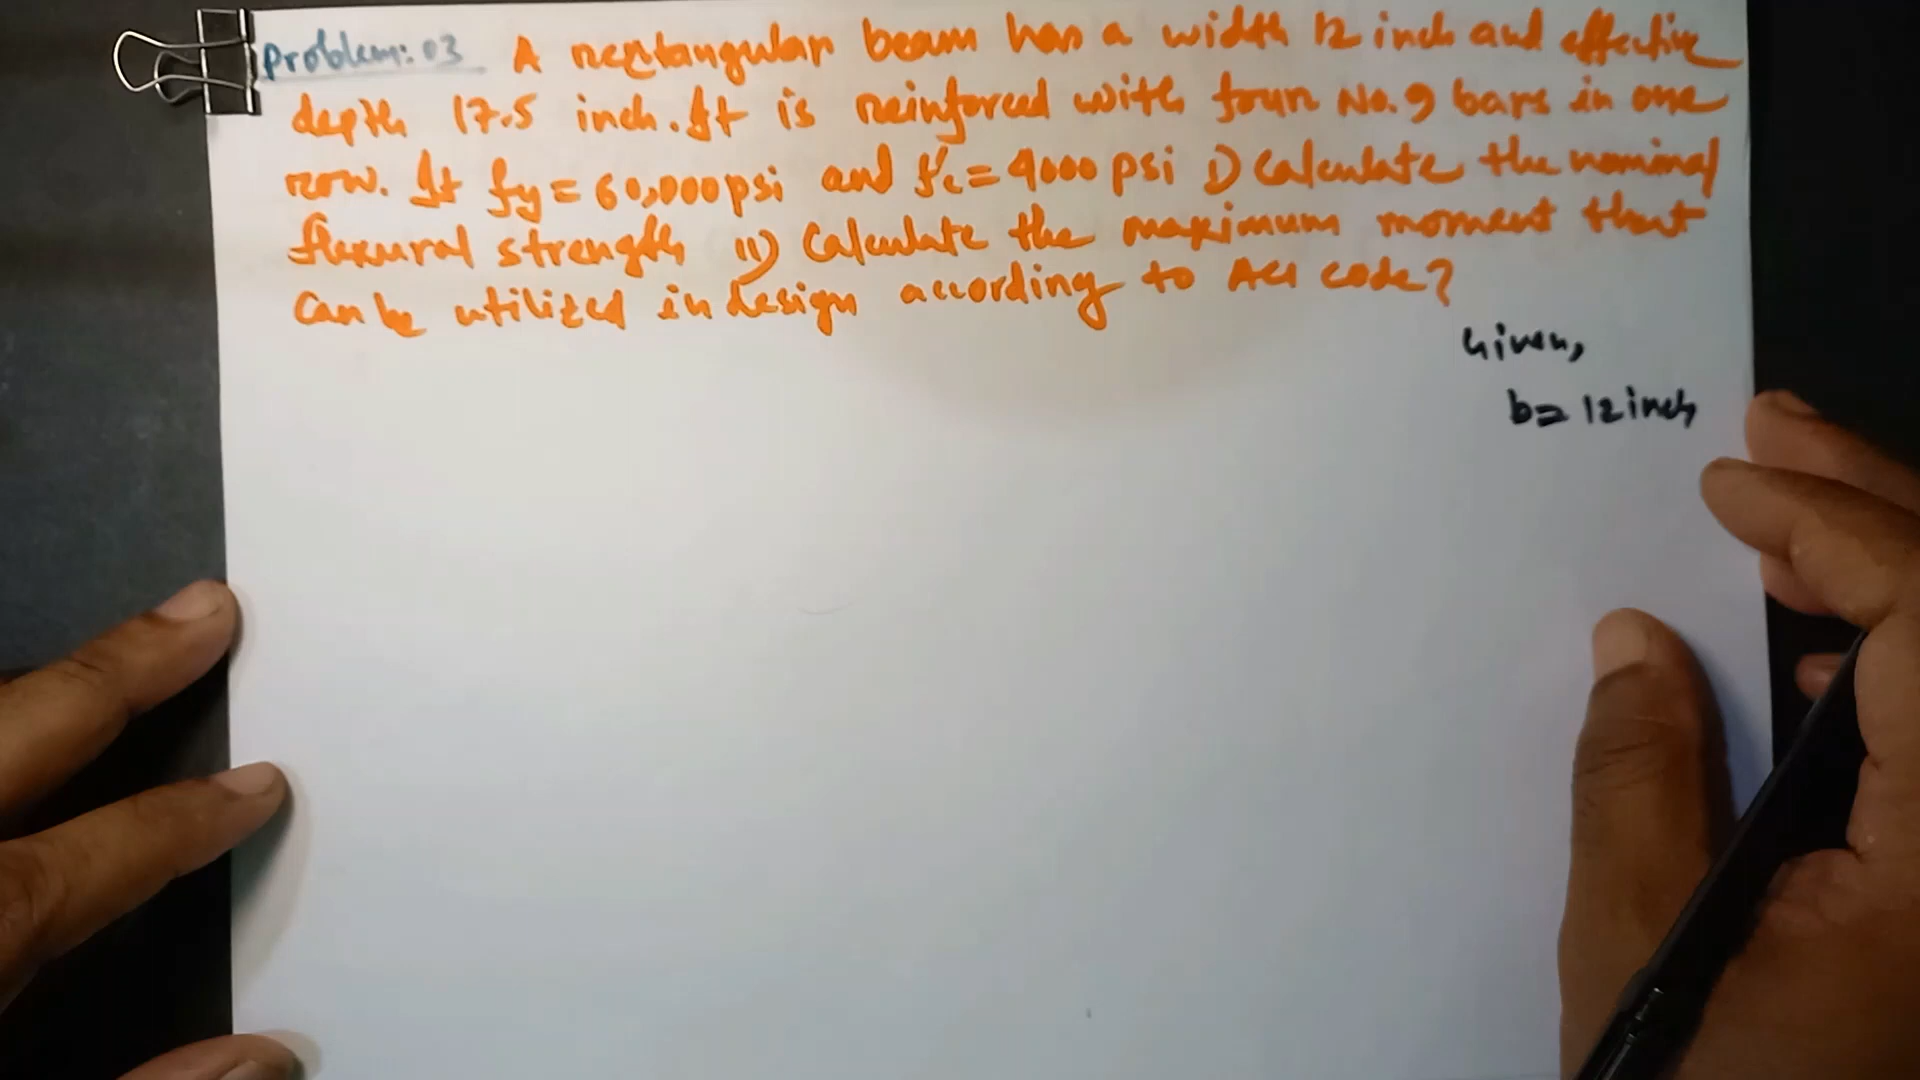 Problem: 03 A rectangular beam has a width 12 inch and effective
depth 17.5 inch. It is reinforced with four No. 9 bars in one
row. If fy = 60,000 psi and f'c = 4000 psi i) Calculate the nominal
flexural strength ii) Calculate the maximum moment that
can be utilized in design according to ACI code?
Given,
b = 12 inch